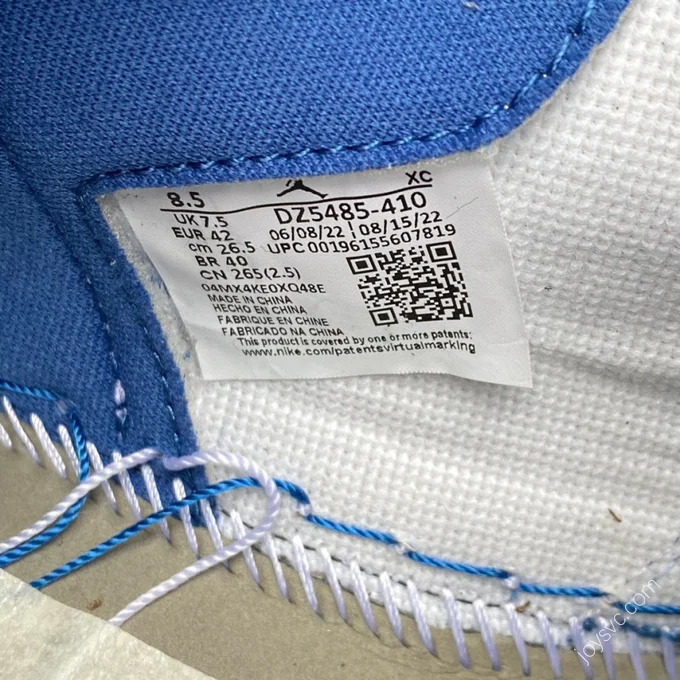 8.5 XC
UK 7.5 DZ5485-410
EUR 42 06/08/22 | 08/15/22
cm 26.5 UPC 00196155607819
BR 40
CN 265(2.5)
04MX4KE0XQ48E
MADE IN CHINA
HECHO EN CHINA
FABRIQUE EN CHINE
FABRICADO NA CHINA
This product is covered by one or more patents:
www.nike.com/patentsvirtualmarking
joysvc.com